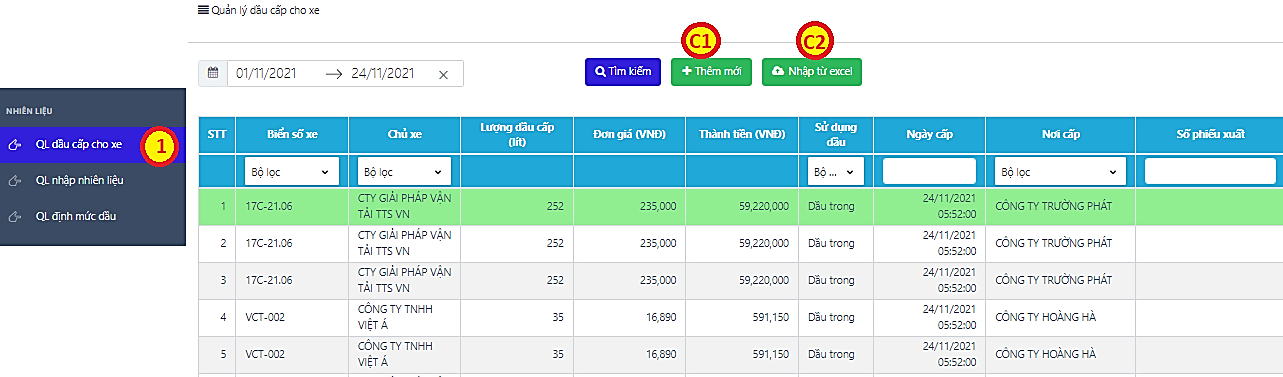 Quản lý dầu cấp cho xe
C1
C2
01/11/2021 → 24/11/2021 ×
Tìm kiếm
+ Thêm mới
Nhập từ excel
NHIÊN LIỆU
QL dầu cấp cho xe
1
QL nhập nhiên liệu
QL định mức dầu
STT Biển số xe Chủ xe Lượng dầu cấp (lít) Đơn giá (VNĐ) Thành tiền (VNĐ) Sử dụng dầu Ngày cấp Nơi cấp Số phiếu xuất
Bộ lọc Bộ lọc Bộ ... Bộ lọc
1 17C-21.06 CTY GIẢI PHÁP VẬN TẢI TTS VN 252 235,000 59,220,000 Dầu trong 24/11/2021 05:52:00 CÔNG TY TRƯỜNG PHÁT
2 17C-21.06 CTY GIẢI PHÁP VẬN TẢI TTS VN 252 235,000 59,220,000 Dầu trong 24/11/2021 05:52:00 CÔNG TY TRƯỜNG PHÁT
3 17C-21.06 CTY GIẢI PHÁP VẬN TẢI TTS VN 252 235,000 59,220,000 Dầu trong 24/11/2021 05:52:00 CÔNG TY TRƯỜNG PHÁT
4 VCT-002 CÔNG TY TNHH VIỆT Á 35 16,890 591,150 Dầu trong 24/11/2021 05:52:00 CÔNG TY HOÀNG HÀ
5 VCT-002 CÔNG TY TNHH VIỆT Á 35 16,890 591,150 Dầu trong 24/11/2021 05:52:00 CÔNG TY HOÀNG HÀ